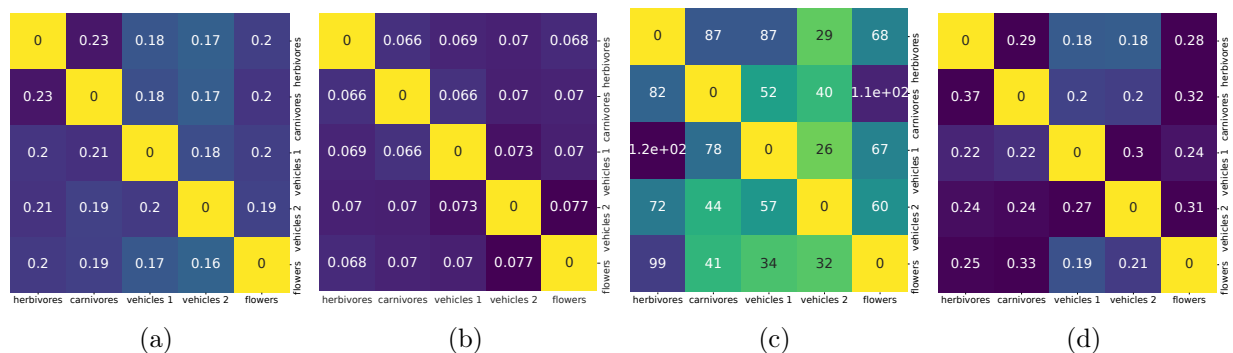 0 0.23 0.18 0.17 0.2 herbivores
0.23 0 0.18 0.17 0.2 carnivores
0.2 0.21 0 0.18 0.2 vehicles 1
0.21 0.19 0.2 0 0.19 vehicles 2
0.2 0.19 0.17 0.16 0 flowers
herbivores carnivores vehicles 1 vehicles 2 flowers
(a)
0 0.066 0.069 0.07 0.068 herbivores
0.066 0 0.066 0.07 0.07 carnivores
0.069 0.066 0 0.073 0.07 vehicles 1
0.07 0.07 0.073 0 0.077 vehicles 2
0.068 0.07 0.07 0.077 0 flowers
herbivores carnivores vehicles 1 vehicles 2 flowers
(b)
0 87 87 29 68 herbivores
82 0 52 40 1.1e+02 carnivores
1.2e+02 78 0 26 67 vehicles 1
72 44 57 0 60 vehicles 2
99 41 34 32 0 flowers
herbivores carnivores vehicles 1 vehicles 2 flowers
(c)
0 0.29 0.18 0.18 0.28 herbivores
0.37 0 0.2 0.2 0.32 carnivores
0.22 0.22 0 0.3 0.24 vehicles 1
0.24 0.24 0.27 0 0.31 vehicles 2
0.25 0.33 0.19 0.21 0 flowers
herbivores carnivores vehicles 1 vehicles 2 flowers
(d)